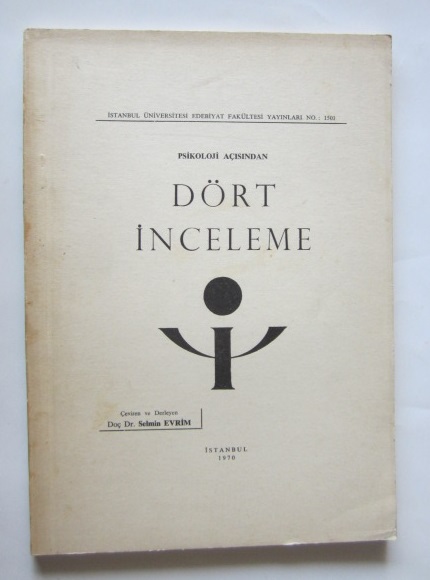 İSTANBUL ÜNİVERSİTESİ EDEBİYAT FAKÜLTESİ YAYINLARI NO.: 1501
PSİKOLOJİ AÇISINDAN
DÖRT
İNCELEME
Çeviren ve Derleyen
Doç Dr. Selmin EVRİM
İSTANBUL
1970